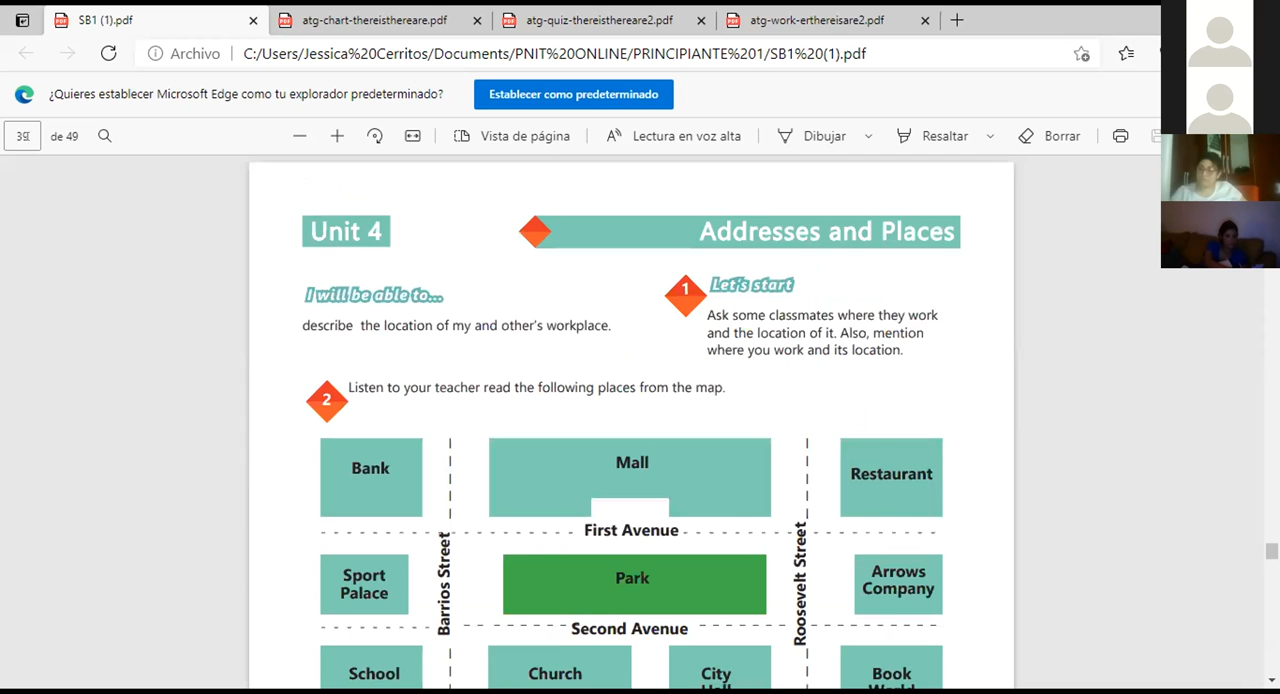 SB1 (1).pdf
atg-chart-thereisthereare.pdf
atg-quiz-thereisthereare2.pdf
atg-work-erthereisare2.pdf
Archivo
C:/Users/Jessica%20Cerritos/Documents/PNIT%20ONLINE/PRINCIPIANTE%201/SB1%20(1).pdf
¿Quieres establecer Microsoft Edge como tu explorador predeterminado?
Establecer como predeterminado
de 49
Vista de página
Lectura en voz alta
Dibujar
Resaltar
Borrar
Unit 4
Addresses and Places
I will be able to...
describe the location of my and other's workplace.
1
Let's start
Ask some classmates where they work
and the location of it. Also, mention
where you work and its location.
2
Listen to your teacher read the following places from the map.
Bank
Mall
Restaurant
First Avenue
Barrios Street
Roosevelt Street
Sport
Palace
Park
Arrows
Company
Second Avenue
School
Church
City
Hall
Book
World